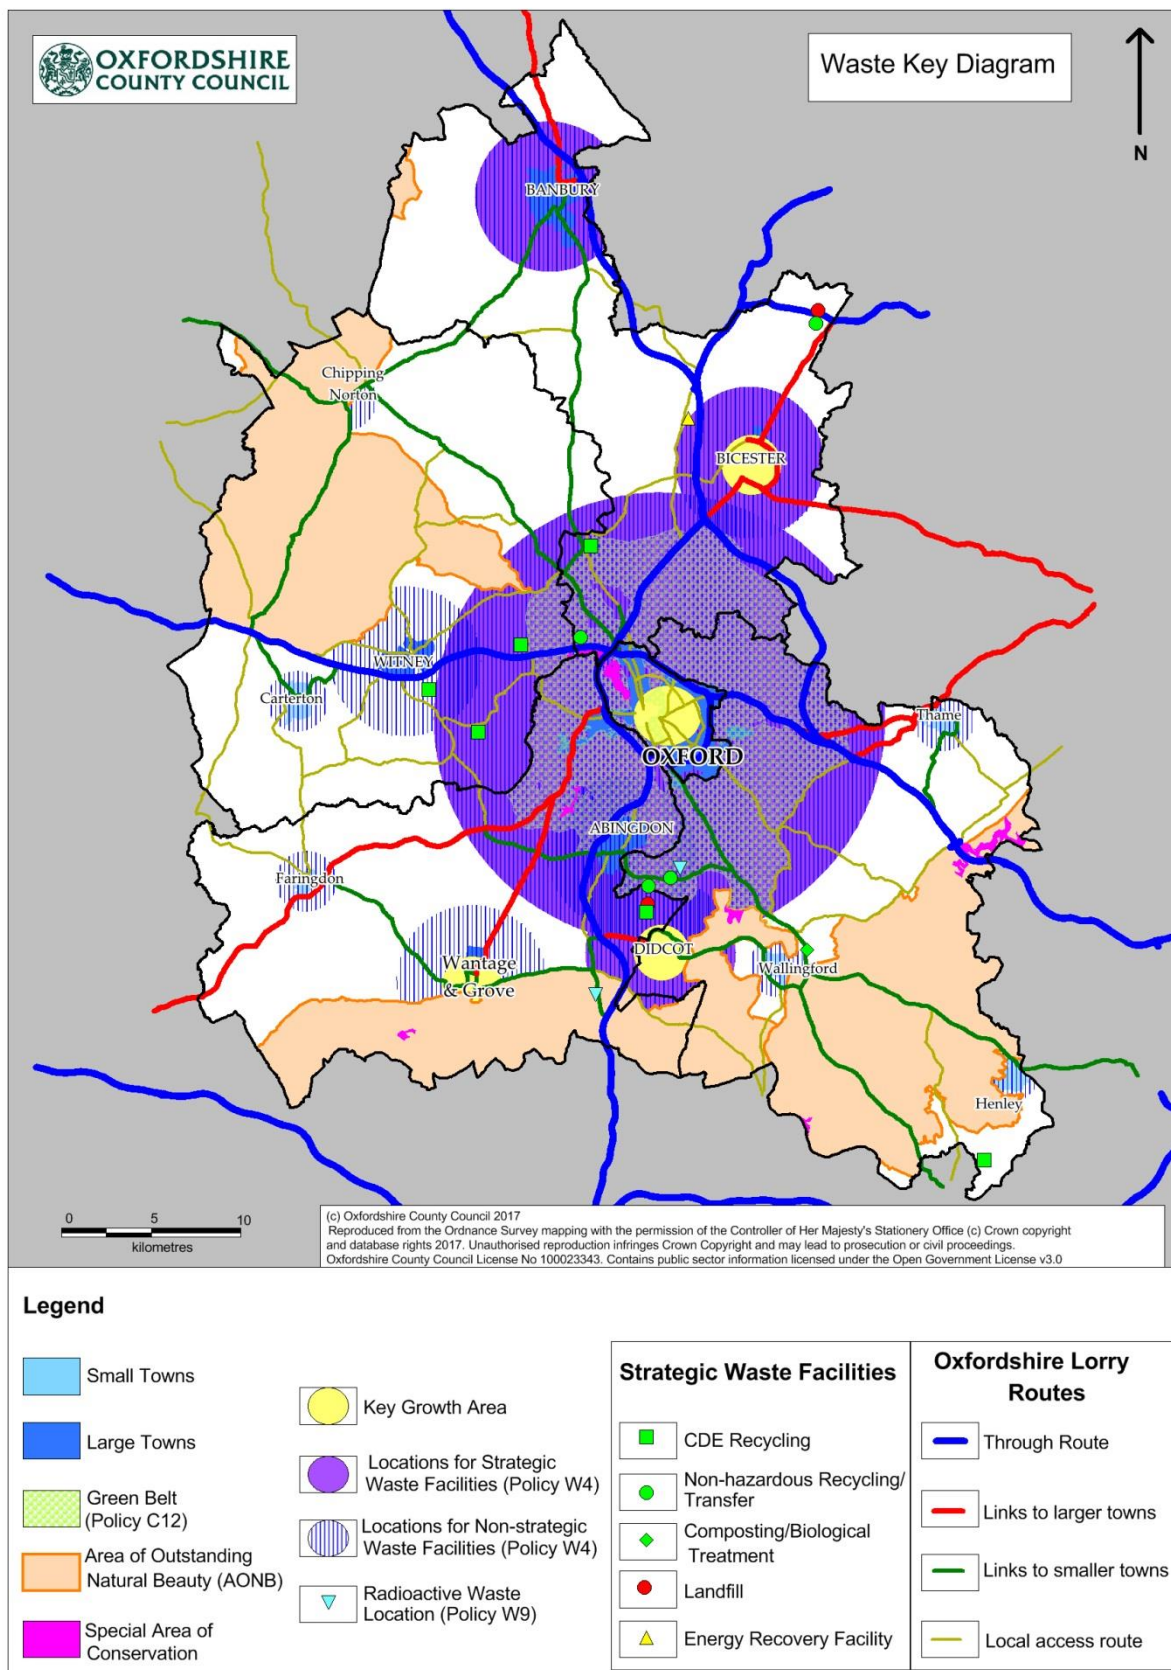 OXFORDSHIRE
COUNTY COUNCIL
Waste Key Diagram
N
BANBURY
Chipping
Norton
BICESTER
WITNEY
Carterton
Thame
OXFORD
ABINGDON
Faringdon
DIDCOT
Wantage
& Grove
Wallingford
Henley
0 5 10
kilometres
(c) Oxfordshire County Council 2017
Reproduced from the Ordnance Survey mapping with the permission of the Controller of Her Majesty's Stationery Office (c) Crown copyright
and database rights 2017. Unauthorised reproduction infringes Crown Copyright and may lead to prosecution or civil proceedings.
Oxfordshire County Council License No 100023343. Contains public sector information licensed under the Open Government License v3.0
Legend
Small Towns
Large Towns
Green Belt
(Policy C12)
Area of Outstanding
Natural Beauty (AONB)
Special Area of
Conservation
Key Growth Area
Locations for Strategic
Waste Facilities (Policy W4)
Locations for Non-strategic
Waste Facilities (Policy W4)
Radioactive Waste
Location (Policy W9)
Strategic Waste Facilities
CDE Recycling
Non-hazardous Recycling/
Transfer
Composting/Biological
Treatment
Landfill
Energy Recovery Facility
Oxfordshire Lorry
Routes
Through Route
Links to larger towns
Links to smaller towns
Local access route